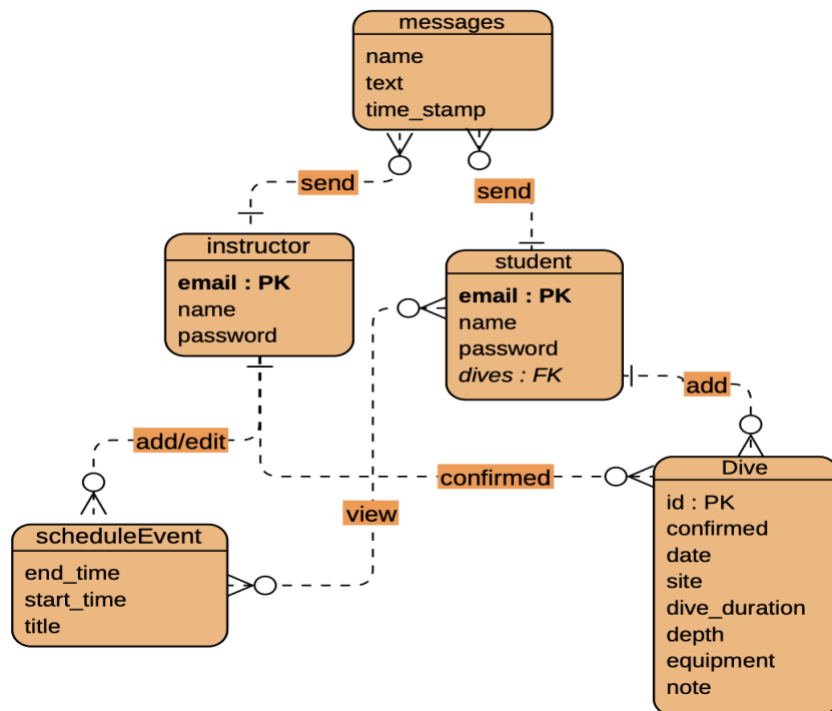 messages
name
text
time_stamp
send
send
instructor
email : PK
name
password
student
email : PK
name
password
dives : FK
add
add/edit
confirmed
view
scheduleEvent
end_time
start_time
title
Dive
id : PK
confirmed
date
site
dive_duration
depth
equipment
note